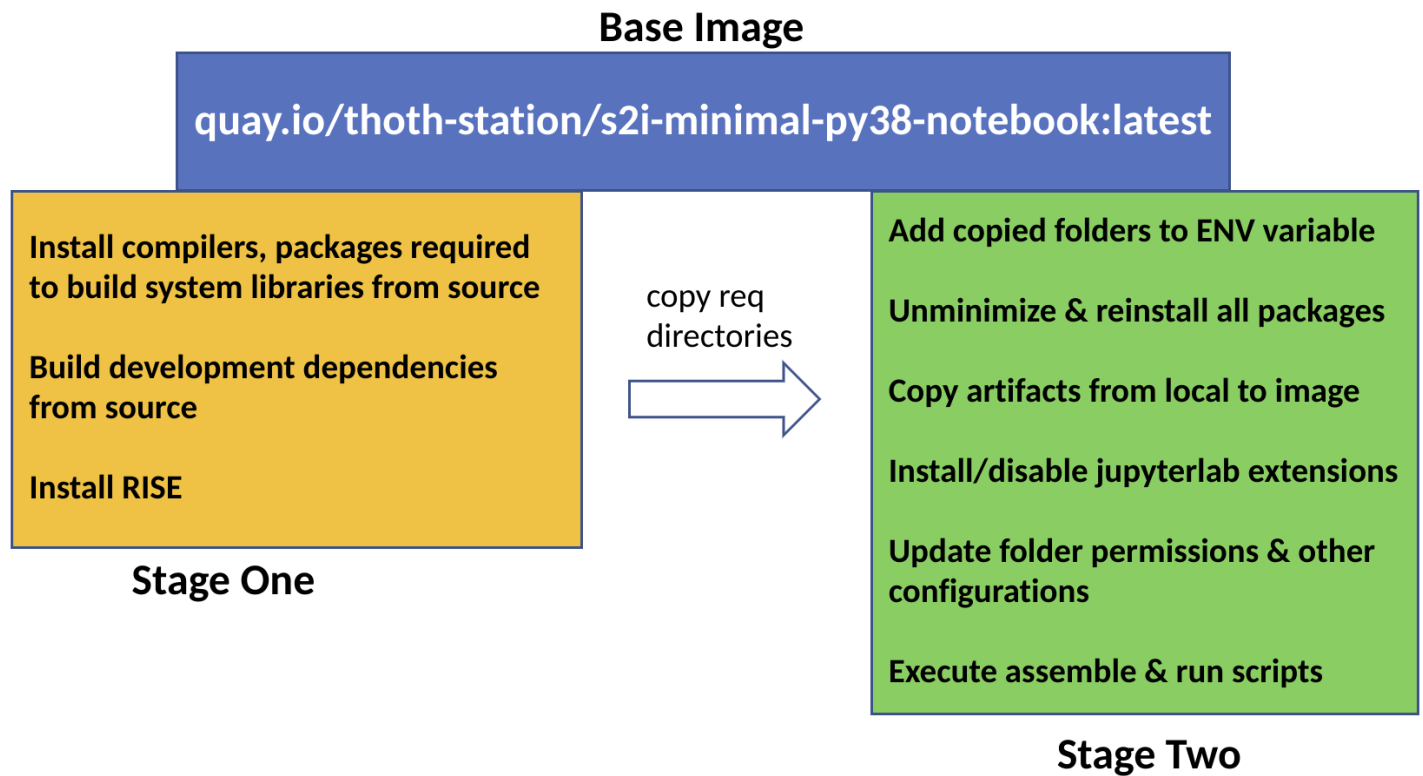 Base Image
quay.io/thoth-station/s2i-minimal-py38-notebook:latest
Install compilers, packages required
to build system libraries from source
Build development dependencies
from source
Install RISE
Stage One
copy req
directories
Add copied folders to ENV variable
Unminimize & reinstall all packages
Copy artifacts from local to image
Install/disable jupyterlab extensions
Update folder permissions & other
configurations
Execute assemble & run scripts
Stage Two